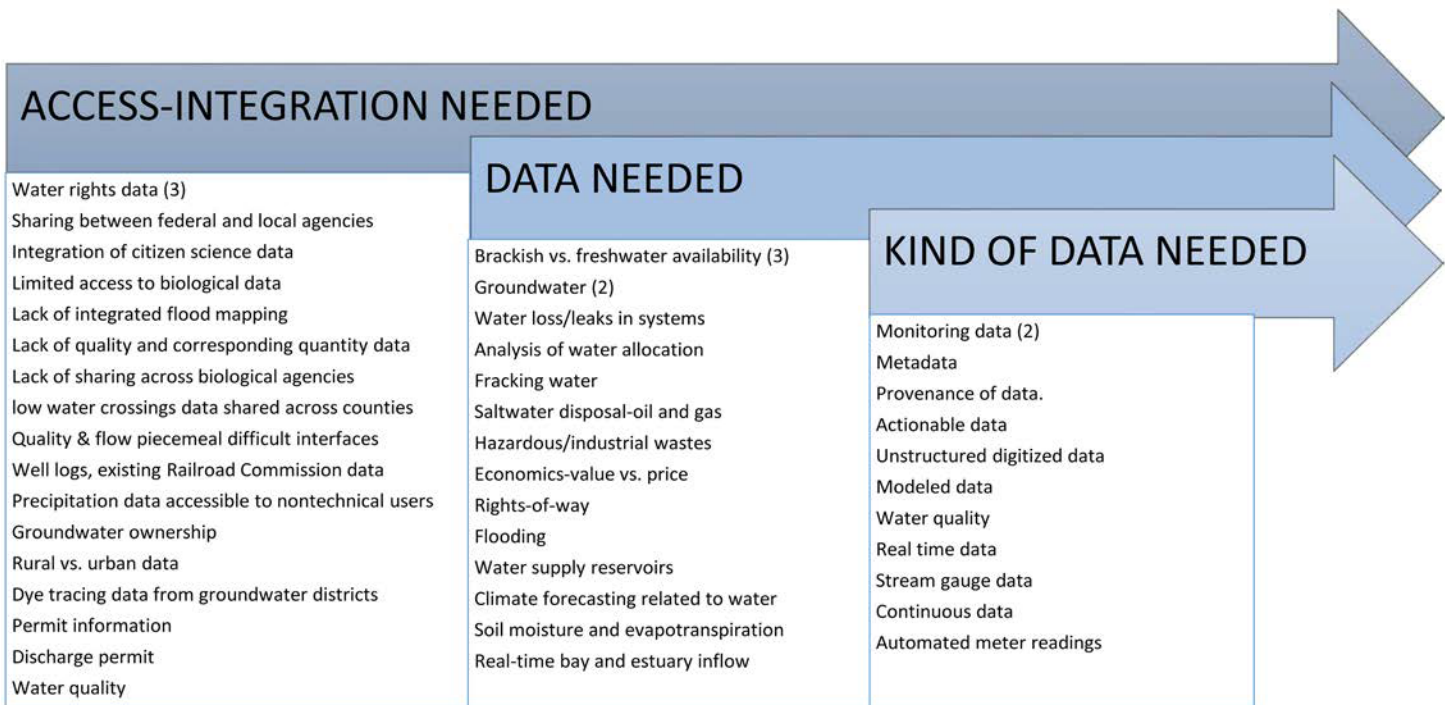 ACCESS-INTEGRATION NEEDED
Water rights data (3)
Sharing between federal and local agencies
Integration of citizen science data
Limited access to biological data
Lack of integrated flood mapping
Lack of quality and corresponding quantity data
Lack of sharing across biological agencies
low water crossings data shared across counties
Quality & flow piecemeal difficult interfaces
Well logs, existing Railroad Commission data
Precipitation data accessible to nontechnical users
Groundwater ownership
Rural vs. urban data
Dye tracing data from groundwater districts
Permit information
Discharge permit
Water quality
DATA NEEDED
Brackish vs. freshwater availability (3)
Groundwater (2)
Water loss/leaks in systems
Analysis of water allocation
Fracking water
Saltwater disposal-oil and gas
Hazardous/industrial wastes
Economics-value vs. price
Rights-of-way
Flooding
Water supply reservoirs
Climate forecasting related to water
Soil moisture and evapotranspiration
Real-time bay and estuary inflow
KIND OF DATA NEEDED
Monitoring data (2)
Metadata
Provenance of data.
Actionable data
Unstructured digitized data
Modeled data
Water quality
Real time data
Stream gauge data
Continuous data
Automated meter readings